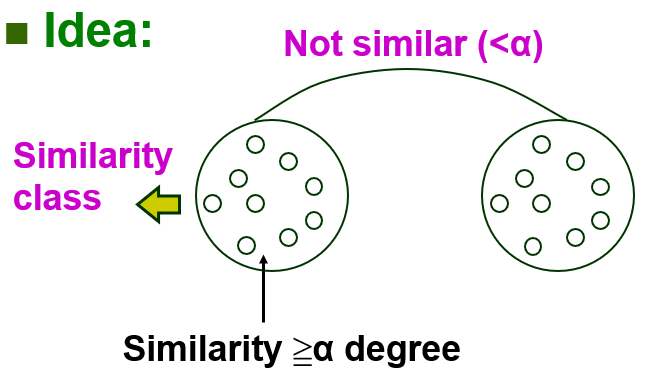 Idea:
Not similar (<α)
Similarity
class
Similarity ≧α degree